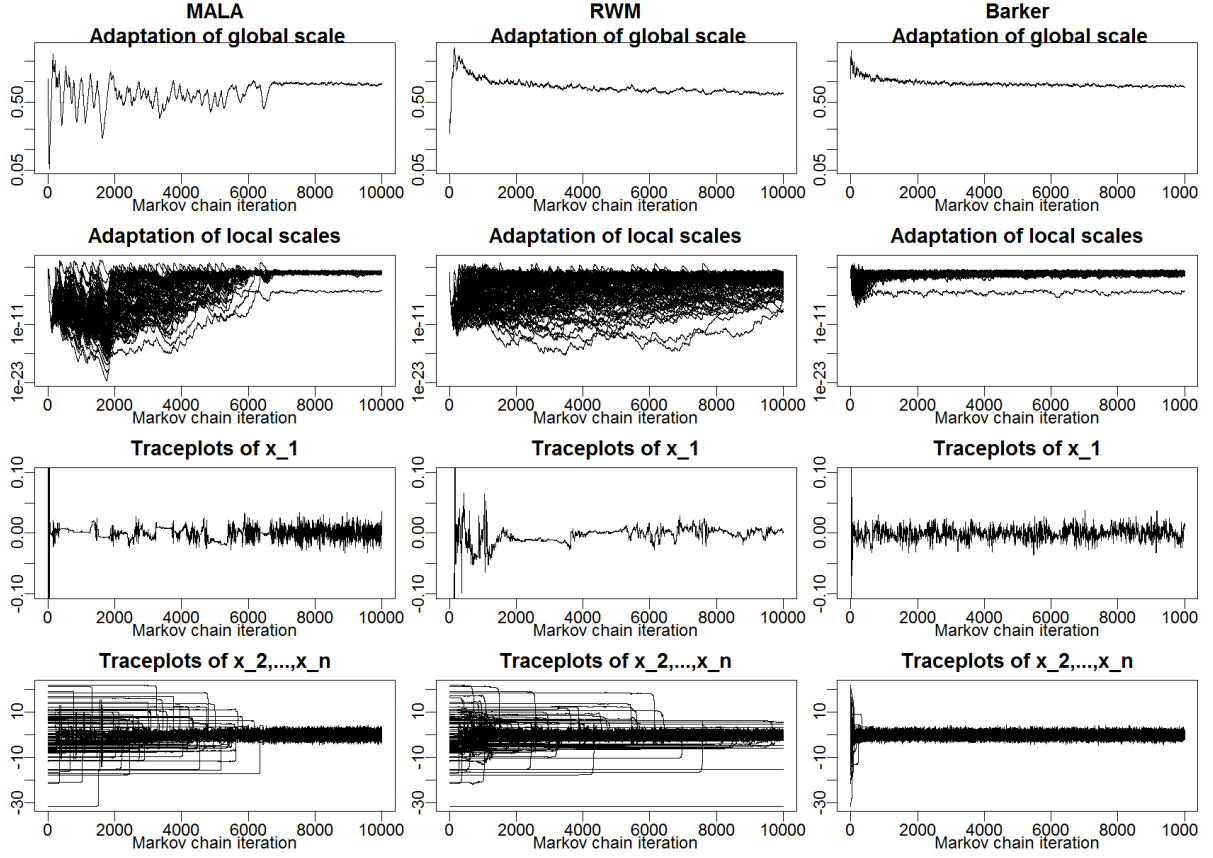 MALA
RWM
Barker
Adaptation of global scale
Adaptation of global scale
Adaptation of global scale
0.50
0.05
0 2000 4000 6000 8000 10000
Markov chain iteration
0.50
0.05
0 2000 4000 6000 8000 10000
Markov chain iteration
0.50
0.05
0 2000 4000 6000 8000 10000
Markov chain iteration
Adaptation of local scales
Adaptation of local scales
Adaptation of local scales
1e-11
1e-23
0 2000 4000 6000 8000 10000
Markov chain iteration
1e-11
1e-23
0 2000 4000 6000 8000 10000
Markov chain iteration
1e-11
1e-23
0 2000 4000 6000 8000 10000
Markov chain iteration
Traceplots of x_1
Traceplots of x_1
Traceplots of x_1
0.10
0.00
-0.10
0 2000 4000 6000 8000 10000
Markov chain iteration
0.10
0.00
-0.10
0 2000 4000 6000 8000 10000
Markov chain iteration
0.10
0.00
-0.10
0 2000 4000 6000 8000 10000
Markov chain iteration
Traceplots of x_2,...,x_n
Traceplots of x_2,...,x_n
Traceplots of x_2,...,x_n
10
-10
-30
0 2000 4000 6000 8000 10000
Markov chain iteration
10
-10
-30
0 2000 4000 6000 8000 10000
Markov chain iteration
10
-10
-30
0 2000 4000 6000 8000 10000
Markov chain iteration